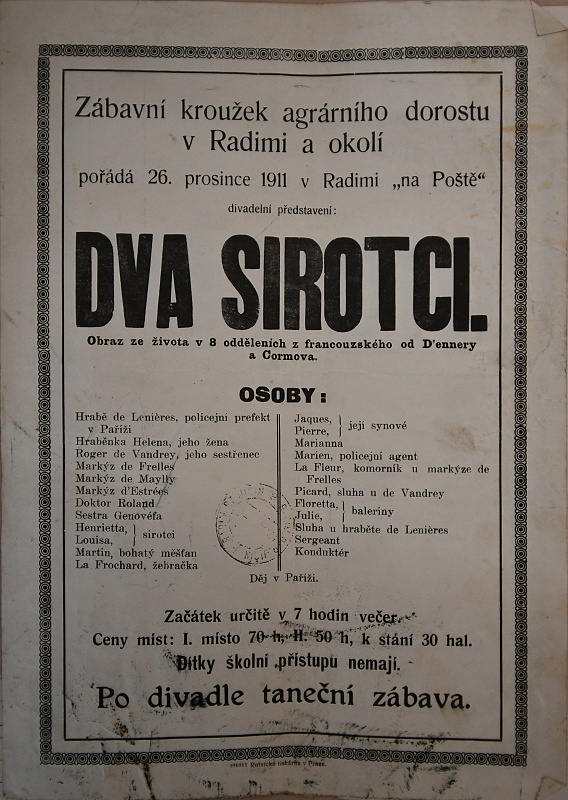 Zábavní kroužek agrárního dorostu
v Radimi a okolí
pořádá 26. prosince 1911 v Radimi „na Poště“
divadelní představení:
DVA SIROTCI.
Obraz ze života v 8 odděleních z francouzského od D'ennery
a Cormova.
OSOBY:
Hrabě de Lenières, policejní prefekt
v Paříži
Hraběnka Helena, jeho žena
Roger de Vandrey, jeho sestřenec
Markýz de Frelles
Markýz de Maylly
Markýz d'Estrées
Doktor Roland
Sestra Genovéfa
Henrietta,
Louisa,
sirotci
Martin, bohatý měšťan
La Frochard, žebračka
Jaques,
Pierre,
její synové
Marianna
Marien, policejní agent
La Fleur, komorník u markýze de
Frelles
Picard, sluha u de Vandrey
Floretta,
Julie,
baleriny
Sluha u hraběte de Lenières
Sergeant
Konduktér
Děj v Paříži.
Začátek určitě v 7 hodin večer.
Ceny míst: I. místo 70 h, II. 50 h, k stání 30 hal.
Dítky školní přístupu nemají.
Po divadle taneční zábava.
tiskárna v Praze.